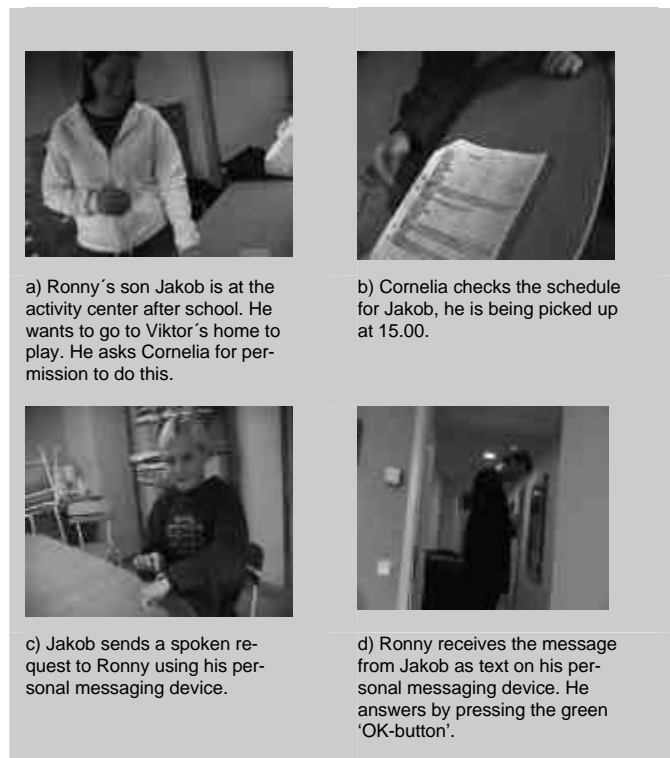 a) Ronny´s son Jakob is at the
activity center after school. He
wants to go to Viktor´s home to
play. He asks Cornelia for per-
mission to do this.
b) Cornelia checks the schedule
for Jakob, he is being picked up
at 15.00.
c) Jakob sends a spoken re-
quest to Ronny using his per-
sonal messaging device.
d) Ronny receives the message
from Jakob as text on his per-
sonal messaging device. He
answers by pressing the green
‘OK-button’.